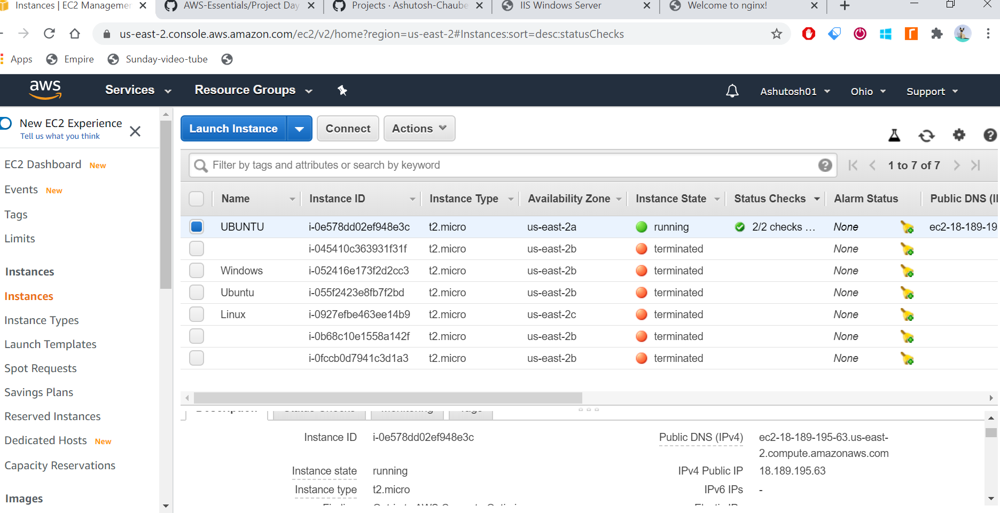 Instances | EC2 Managemen
AWS-Essentials/Project Day
Projects · Ashutosh-Chaube
IIS Windows Server
Welcome to nginx!
us-east-2.console.aws.amazon.com/ec2/v2/home?region=us-east-2#Instances:sort=desc:statusChecks
Apps Empire Sunday-video-tube
aws Services Resource Groups Ashutosh01 Ohio Support
New EC2 Experience
Tell us what you think
EC2 Dashboard New
Events New
Tags
Limits
Instances
Instances
Instance Types
Launch Templates
Spot Requests
Savings Plans
Reserved Instances
Dedicated Hosts New
Capacity Reservations
Images
Launch Instance Connect Actions
Filter by tags and attributes or search by keyword 1 to 7 of 7
Name Instance ID Instance Type Availability Zone Instance State Status Checks Alarm Status Public DNS (I
UBUNTU i-0e578dd02ef948e3c t2.micro us-east-2a running 2/2 checks ... None ec2-18-189-19
i-045410c363931f31f t2.micro us-east-2b terminated None
Windows i-052416e173f2d2cc3 t2.micro us-east-2b terminated None
Ubuntu i-055f2423e8fb7f2bd t2.micro us-east-2b terminated None
Linux i-0927efbe463ee14b9 t2.micro us-east-2c terminated None
i-0b68c10e1558a142f t2.micro us-east-2b terminated None
i-0fccb0d7941c3d1a3 t2.micro us-east-2b terminated None
Description Status Checks Monitoring Tags
Instance ID i-0e578dd02ef948e3c Public DNS (IPv4) ec2-18-189-195-63.us-east-
2.compute.amazonaws.com
Instance state running IPv4 Public IP 18.189.195.63
Instance type t2.micro IPv6 IPs -